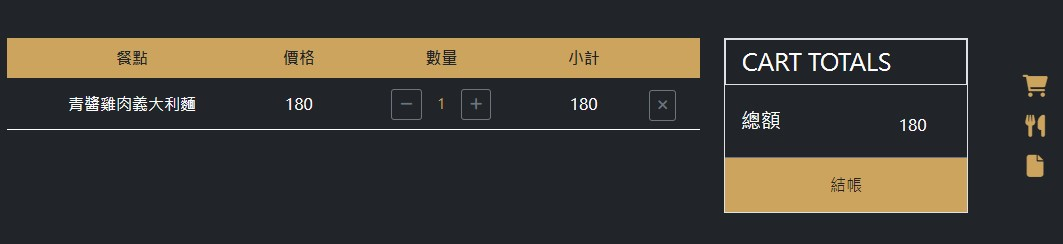 餐點 價格 數量 小計
青醬雞肉義大利麵 180 − 1 + 180 ×
CART TOTALS
總額 180
結帳